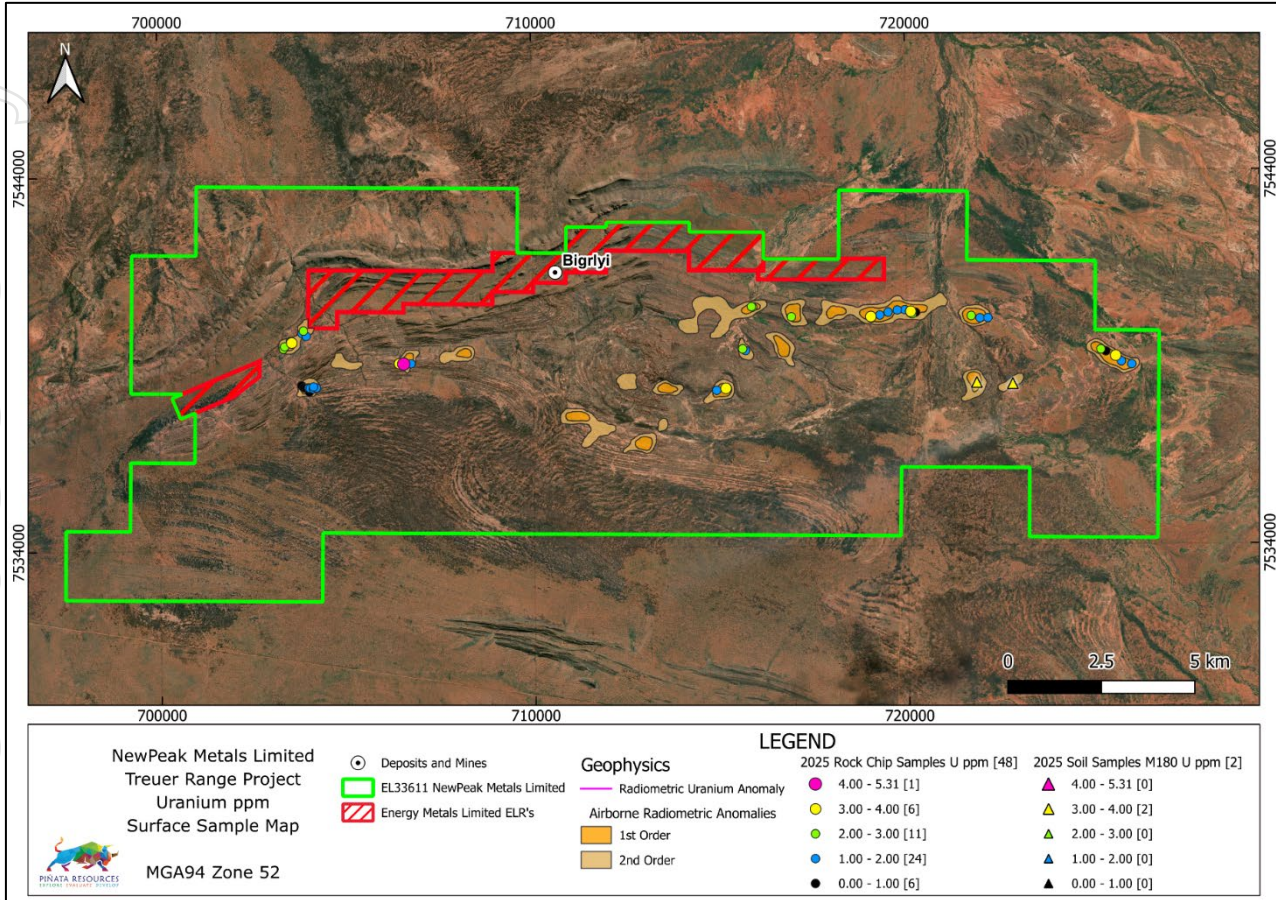 700000 710000 720000
N
7544000 7544000
Bigrlyi
7534000 7534000
0 2.5 5 km
700000 710000 720000
NewPeak Metals Limited
Treuer Range Project
Uranium ppm
Surface Sample Map
MGA94 Zone 52
PIÑATA RESOURCES
EXPLORE EVALUATE DEVELOP
LEGEND
Deposits and Mines
EL33611 NewPeak Metals Limited
Energy Metals Limited ELR's
Geophysics
Radiometric Uranium Anomaly
Airborne Radiometric Anomalies
1st Order
2nd Order
2025 Rock Chip Samples U ppm [48]
4.00 - 5.31 [1]
3.00 - 4.00 [6]
2.00 - 3.00 [11]
1.00 - 2.00 [24]
0.00 - 1.00 [6]
2025 Soil Samples M180 U ppm [2]
4.00 - 5.31 [0]
3.00 - 4.00 [2]
2.00 - 3.00 [0]
1.00 - 2.00 [0]
0.00 - 1.00 [0]